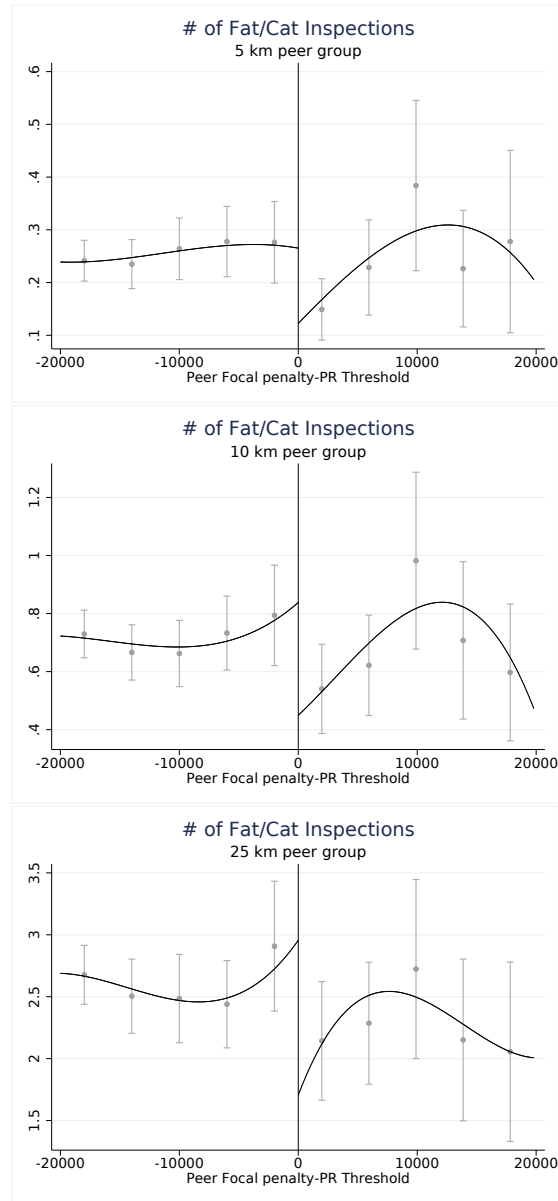 # of Fat/Cat Inspections
5 km peer group
.6
.5
.4
.3
.2
.1
-20000 -10000 0 10000 20000
Peer Focal penalty-PR Threshold
# of Fat/Cat Inspections
10 km peer group
1.2
1
.8
.6
.4
-20000 -10000 0 10000 20000
Peer Focal penalty-PR Threshold
# of Fat/Cat Inspections
25 km peer group
3.5
3
2.5
2
1.5
-20000 -10000 0 10000 20000
Peer Focal penalty-PR Threshold